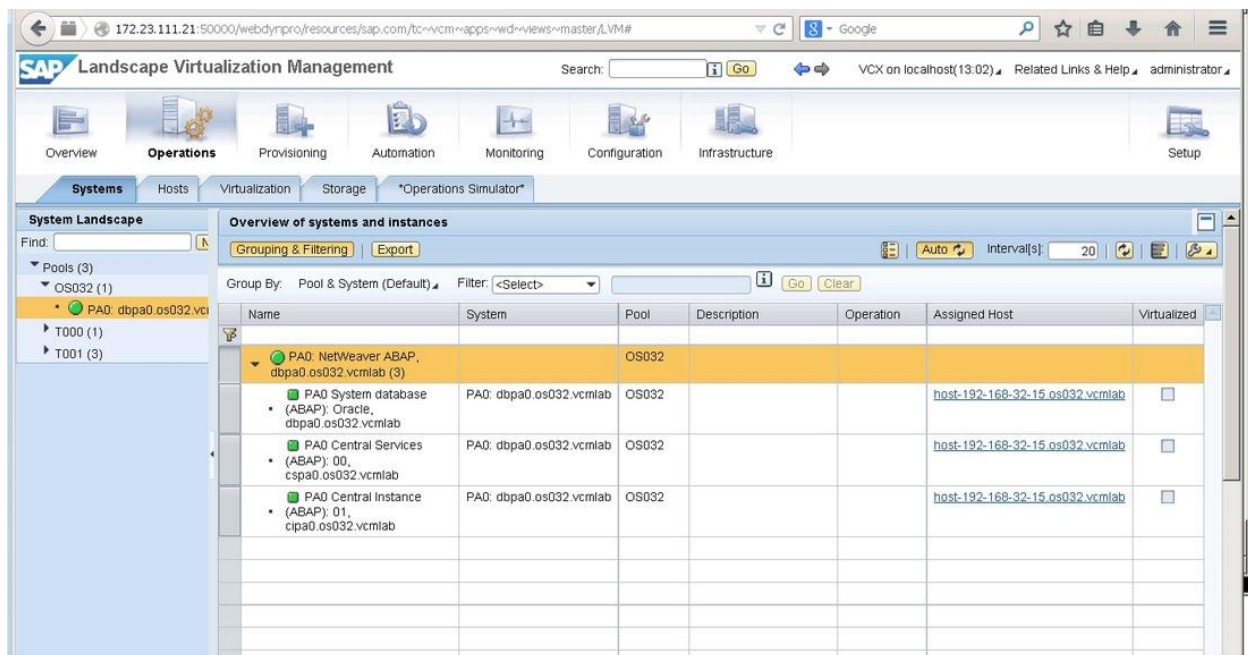 172.23.111.21:50000/webdynpro/resources/sap.com/tc~vcm~apps~wd~views~master/LVM#
Google
SAP Landscape Virtualization Management
Search:
Go
VCX on localhost(13:02)
Related Links & Help
administrator
Overview
Operations
Provisioning
Automation
Monitoring
Configuration
Infrastructure
Setup
Systems
Hosts
Virtualization
Storage
*Operations Simulator*
System Landscape
Find:
Pools (3)
OS032 (1)
PA0: dbpa0.os032.vc
T000 (1)
T001 (3)
Overview of systems and instances
Grouping & Filtering
Export
Auto
Interval[s]:
20
Group By:
Pool & System (Default)
Filter:
<Select>
Go
Clear
Name
System
Pool
Description
Operation
Assigned Host
Virtualized
PA0: NetWeaver ABAP,
dbpa0.os032.vcmlab (3)
OS032
PA0 System database
(ABAP): Oracle,
dbpa0.os032.vcmlab
PA0: dbpa0.os032.vcmlab
OS032
host-192-168-32-15.os032.vcmlab
PA0 Central Services
(ABAP): 00,
cspa0.os032.vcmlab
PA0: dbpa0.os032.vcmlab
OS032
host-192-168-32-15.os032.vcmlab
PA0 Central Instance
(ABAP): 01,
cipa0.os032.vcmlab
PA0: dbpa0.os032.vcmlab
OS032
host-192-168-32-15.os032.vcmlab